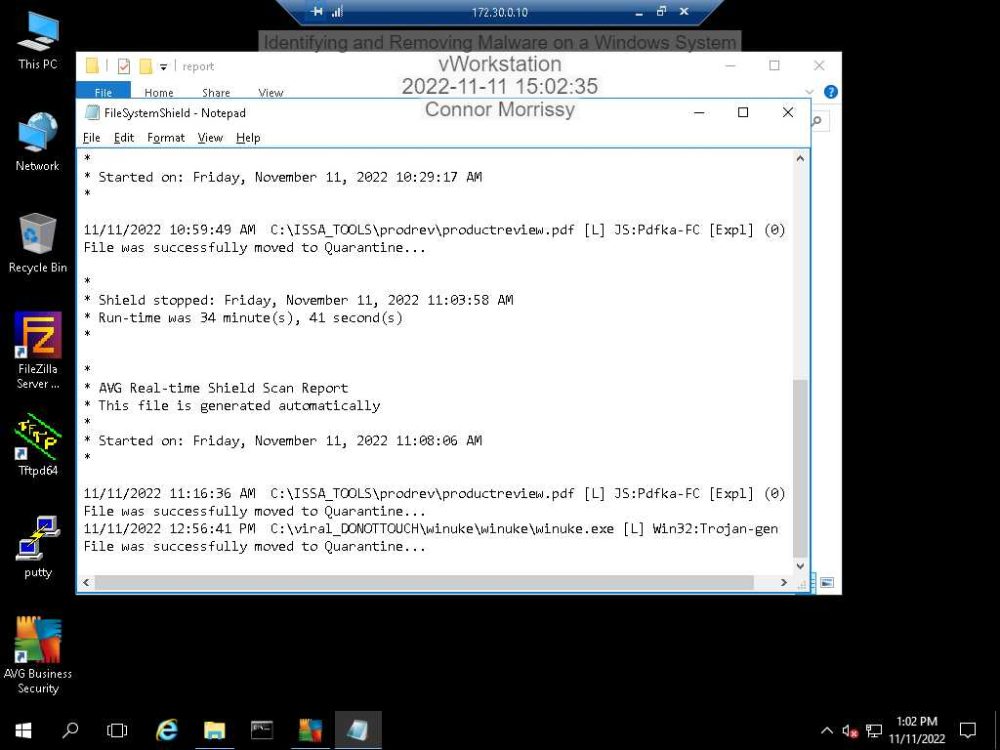 172.30.0.10
Identifying and Removing Malware on a Windows System
vWorkstation
2022-11-11 15:02:35
Connor Morrissy
This PC
Network
Recycle Bin
FileZilla
Server ...
TFTP
Tftpd64
putty
AVG Business
Security
report
File Home Share View
FileSystemShield - Notepad
File Edit Format View Help
*
* Started on: Friday, November 11, 2022 10:29:17 AM
*
11/11/2022 10:59:49 AM C:\ISSA_TOOLS\prodrev\productreview.pdf [L] JS:Pdfka-FC [Expl] (0)
File was successfully moved to Quarantine...
*
* Shield stopped: Friday, November 11, 2022 11:03:58 AM
* Run-time was 34 minute(s), 41 second(s)
*
*
* AVG Real-time Shield Scan Report
* This file is generated automatically
*
* Started on: Friday, November 11, 2022 11:08:06 AM
*
11/11/2022 11:16:36 AM C:\ISSA_TOOLS\prodrev\productreview.pdf [L] JS:Pdfka-FC [Expl] (0)
File was successfully moved to Quarantine...
11/11/2022 12:56:41 PM C:\viral_DONOTTOUCH\winuke\winuke\winuke.exe [L] Win32:Trojan-gen
File was successfully moved to Quarantine...
1:02 PM
11/11/2022